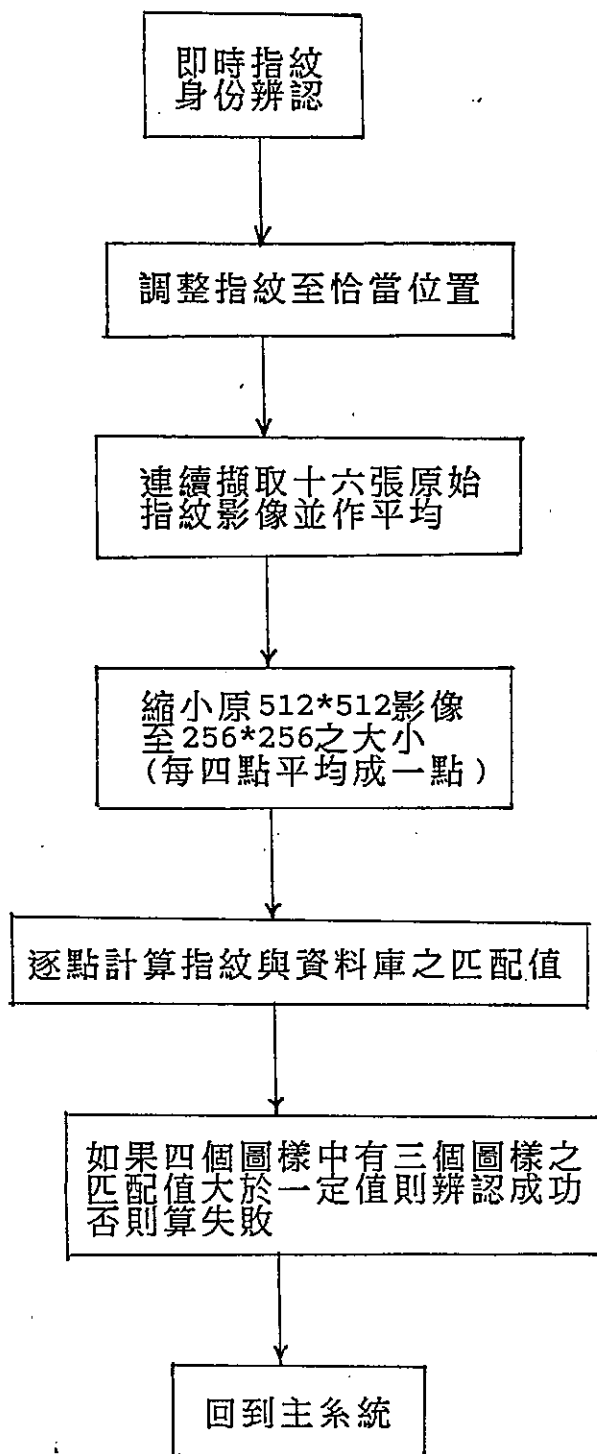 即時指紋
身份辨認
調整指紋至恰當位置
連續擷取十六張原始
指紋影像並作平均
縮小原512*512影像
至256*256之大小
(每四點平均成一點)
逐點計算指紋與資料庫之匹配值
如果四個圖樣中有三個圖樣之
匹配值大於一定值則辨認成功
否則算失敗
回到主系統